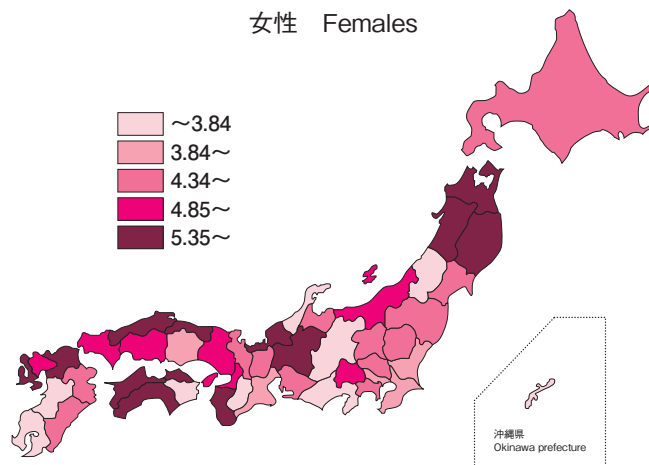 女性　Females
～3.84
3.84～
4.34～
4.85～
5.35～
沖縄県
Okinawa prefecture